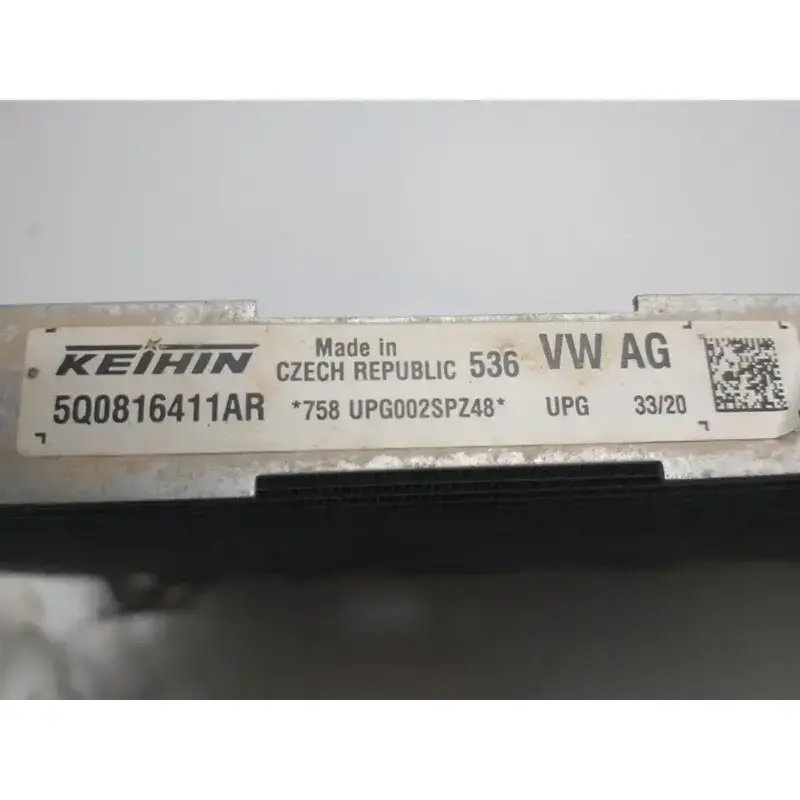 KEIHIN Made in CZECH REPUBLIC 536 VW AG
5Q0816411AR *758 UPG002SPZ48* UPG 33/20